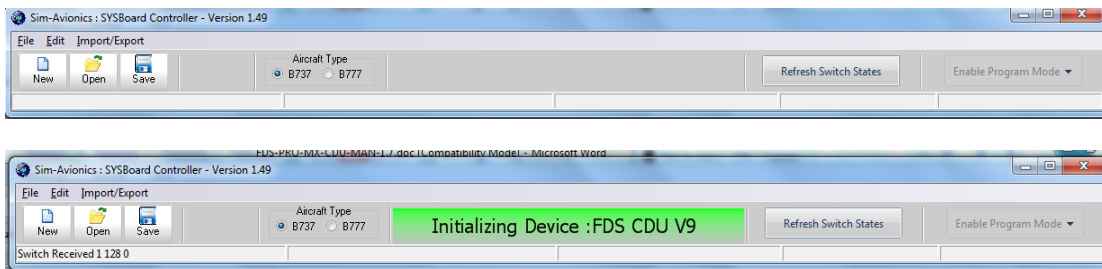 Sim-Avionics : SYSBoard Controller - Version 1.49
File Edit Import/Export
Aircraft Type
New Open Save B737 B777 Refresh Switch States Enable Program Mode
FDS-PRO-MX-CDU-MAN-1.7.doc [Compatibility Mode] - Microsoft Word
Sim-Avionics : SYSBoard Controller - Version 1.49
File Edit Import/Export
Aircraft Type
New Open Save B737 B777 Initializing Device :FDS CDU V9 Refresh Switch States Enable Program Mode
Switch Received 1 128 0